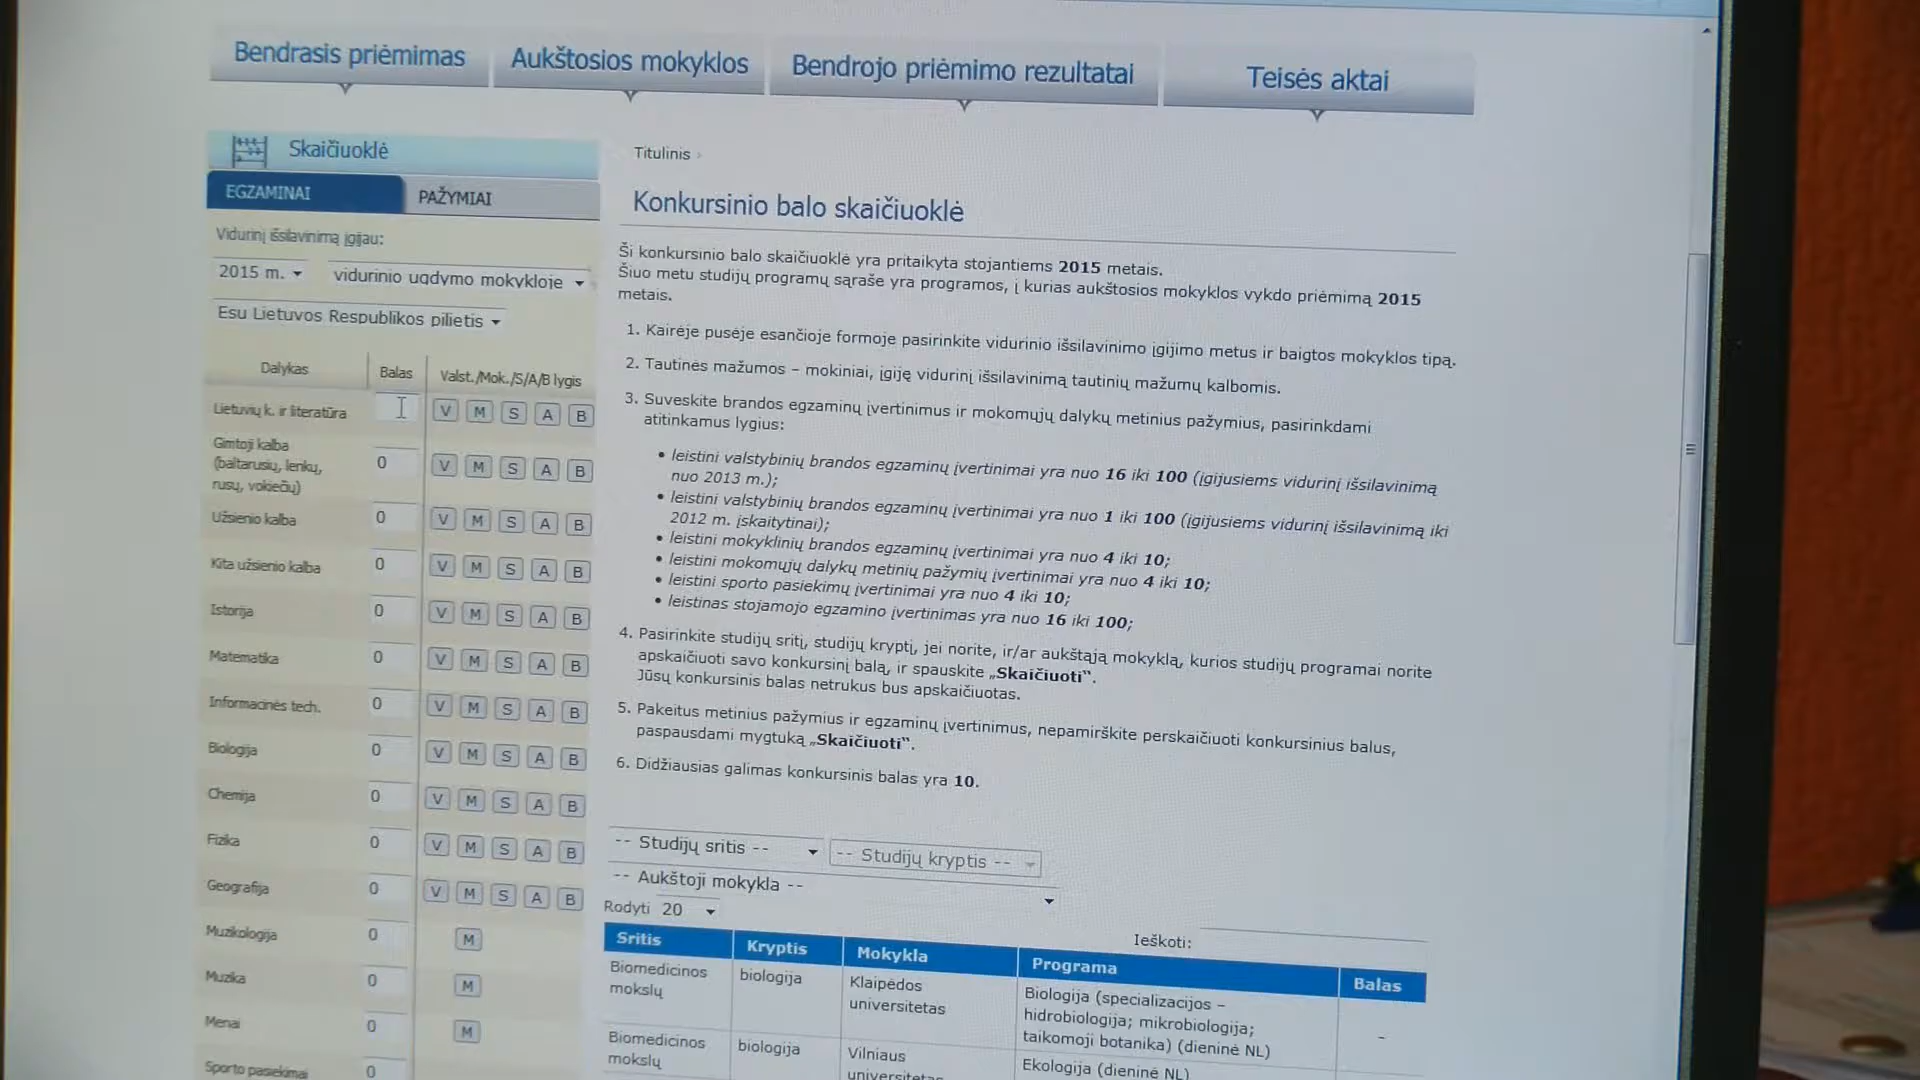 Bendrasis priėmimas
Aukštosios mokyklos
Bendrojo priėmimo rezultatai
Teisės aktai
Skaičiuoklė
EGZAMINAI
PAŽYMIAI
Vidurinį išsilavinimą įgijau:
2015 m.
vidurinio ugdymo mokykloje
Esu Lietuvos Respublikos pilietis
Dalykas
Balas
Valst./Mok./S/A/B lygis
Lietuvių k. ir literatūra
V M S A B
Gimtoji kalba
(baltarusių, lenkų,
rusų, vokiečių)
0
V M S A B
Užsienio kalba
0
V M S A B
Kita užsienio kalba
0
V M S A B
Istorija
0
V M S A B
Matematika
0
V M S A B
Informacinės tech.
0
V M S A B
Biologija
0
V M S A B
Chemija
0
V M S A B
Fizika
0
V M S A B
Geografija
0
V M S A B
Muzikologija
0
M
Muzika
0
M
Menai
0
M
Sporto pasiekimai
0
Titulinis
Konkursinio balo skaičiuoklė
Ši konkursinio balo skaičiuoklė yra pritaikyta stojantiems 2015 metais.
Šiuo metu studijų programų sąraše yra programos, į kurias aukštosios mokyklos vykdo priėmimą 2015
metais.
1. Kairėje pusėje esančioje formoje pasirinkite vidurinio išsilavinimo įgijimo metus ir baigtos mokyklos tipą.
2. Tautinės mažumos – mokiniai, įgiję vidurinį išsilavinimą tautinių mažumų kalbomis.
3. Suveskite brandos egzaminų įvertinimus ir mokomųjų dalykų metinius pažymius, pasirinkdami
atitinkamus lygius:
• leistini valstybinių brandos egzaminų įvertinimai yra nuo 16 iki 100 (įgijusiems vidurinį išsilavinimą
nuo 2013 m.);
• leistini valstybinių brandos egzaminų įvertinimai yra nuo 1 iki 100 (įgijusiems vidurinį išsilavinimą iki
2012 m. įskaitytinai);
• leistini mokyklinių brandos egzaminų įvertinimai yra nuo 4 iki 10;
• leistini mokomųjų dalykų metinių pažymių įvertinimai yra nuo 4 iki 10;
• leistini sporto pasiekimų įvertinimai yra nuo 4 iki 10;
• leistinas stojamojo egzamino įvertinimas yra nuo 16 iki 100;
4. Pasirinkite studijų sritį, studijų kryptį, jei norite, ir/ar aukštąją mokyklą, kurios studijų programai norite
apskaičiuoti savo konkursinį balą, ir spauskite „Skaičiuoti“.
Jūsų konkursinis balas netrukus bus apskaičiuotas.
5. Pakeitus metinius pažymius ir egzaminų įvertinimus, nepamirškite perskaičiuoti konkursinius balus,
paspausdami mygtuką „Skaičiuoti“.
6. Didžiausias galimas konkursinis balas yra 10.
-- Studijų sritis --
-- Studijų kryptis --
-- Aukštoji mokykla --
Rodyti 20
Ieškoti:
Sritis
Kryptis
Mokykla
Programa
Balas
Biomedicinos
mokslų
biologija
Klaipėdos
universitetas
Biologija (specializacijos –
hidrobiologija; mikrobiologija;
taikomoji botanika) (dieninė NL)
-
Biomedicinos
mokslų
biologija
Vilniaus
universitetas
Ekologija (dieninė NL)